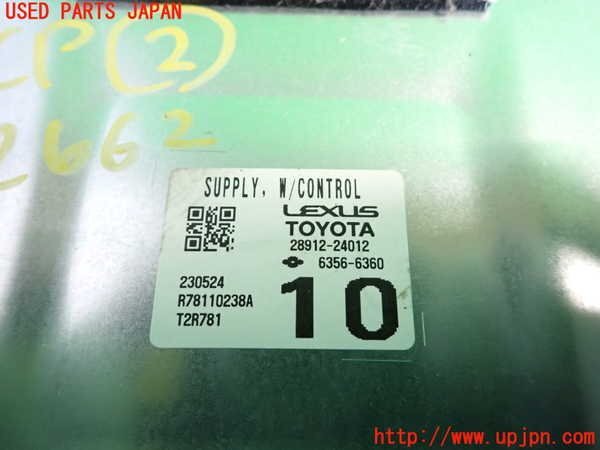 USED PARTS JAPAN
CP (2)
2662
SUPPLY, W/CONTROL
LEXUS
TOYOTA
28912-24012
6356-6360
230524
R78110238A
T2R781
10
http://www.upjpn.com/